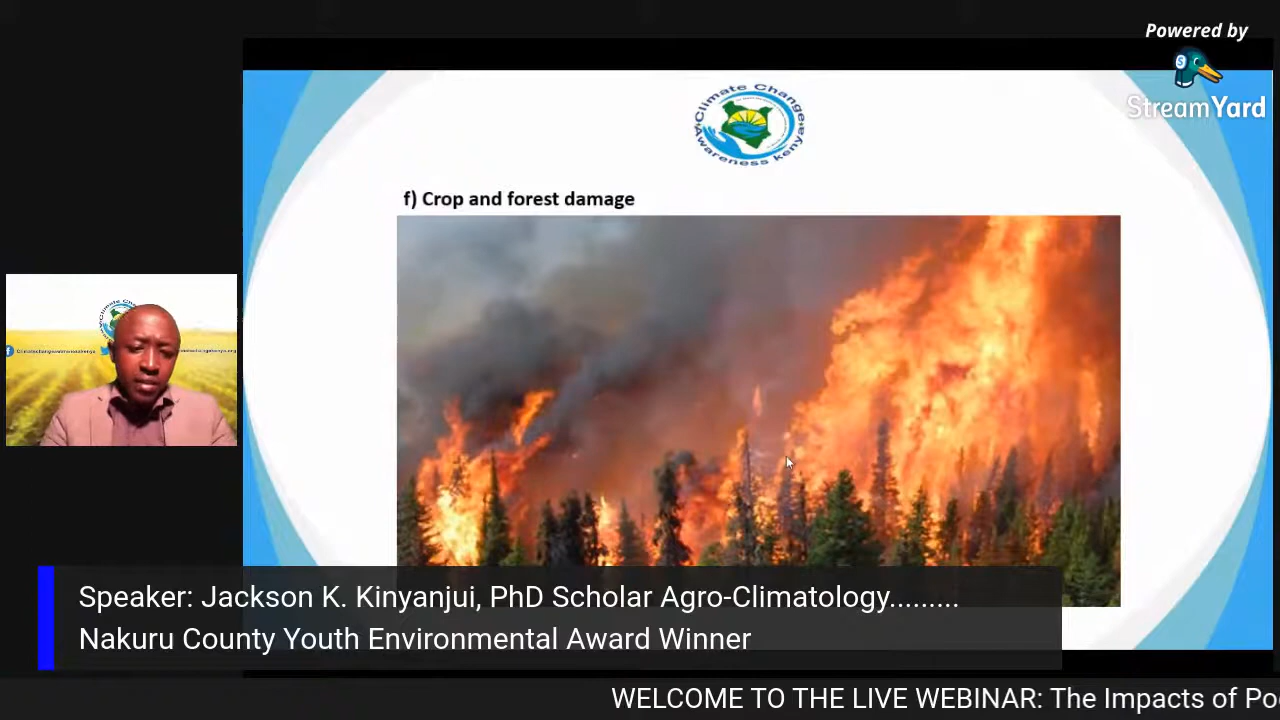 Powered by
StreamYard
Climate Change
Awareness kenya
f) Crop and forest damage
Speaker: Jackson K. Kinyanjui, PhD Scholar Agro-Climatology.........
Nakuru County Youth Environmental Award Winner
WELCOME TO THE LIVE WEBINAR: The Impacts of Po